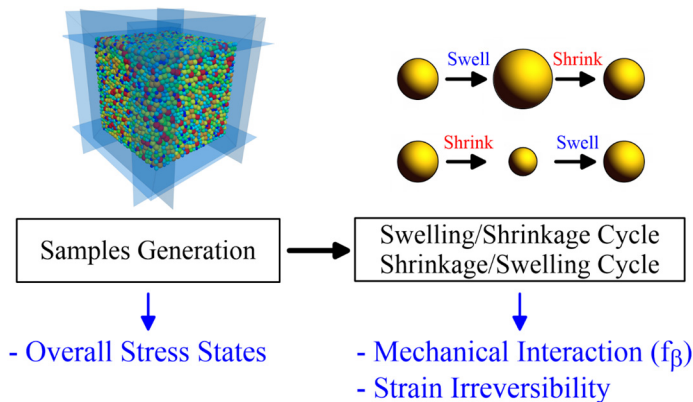 Swell
Shrink
Shrink
Swell
Samples Generation
Swelling/Shrinkage Cycle
Shrinkage/Swelling Cycle
- Overall Stress States
- Mechanical Interaction (fβ)
- Strain Irreversibility